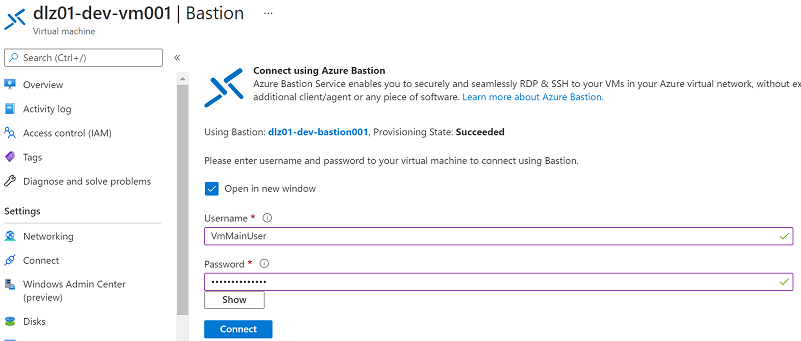 dlz01-dev-vm001 | Bastion ...
Virtual machine
Search (Ctrl+/)
«
Overview
Activity log
Access control (IAM)
Tags
Diagnose and solve problems
Settings
Networking
Connect
Windows Admin Center
(preview)
Disks
Connect using Azure Bastion
Azure Bastion Service enables you to securely and seamlessly RDP & SSH to your VMs in your Azure virtual network, without ex
additional client/agent or any piece of software. Learn more about Azure Bastion.
Using Bastion: dlz01-dev-bastion001, Provisioning State: Succeeded
Please enter username and password to your virtual machine to connect using Bastion.
Open in new window
Username *
VmMainUser
Password *
••••••••••••••
Show
Connect